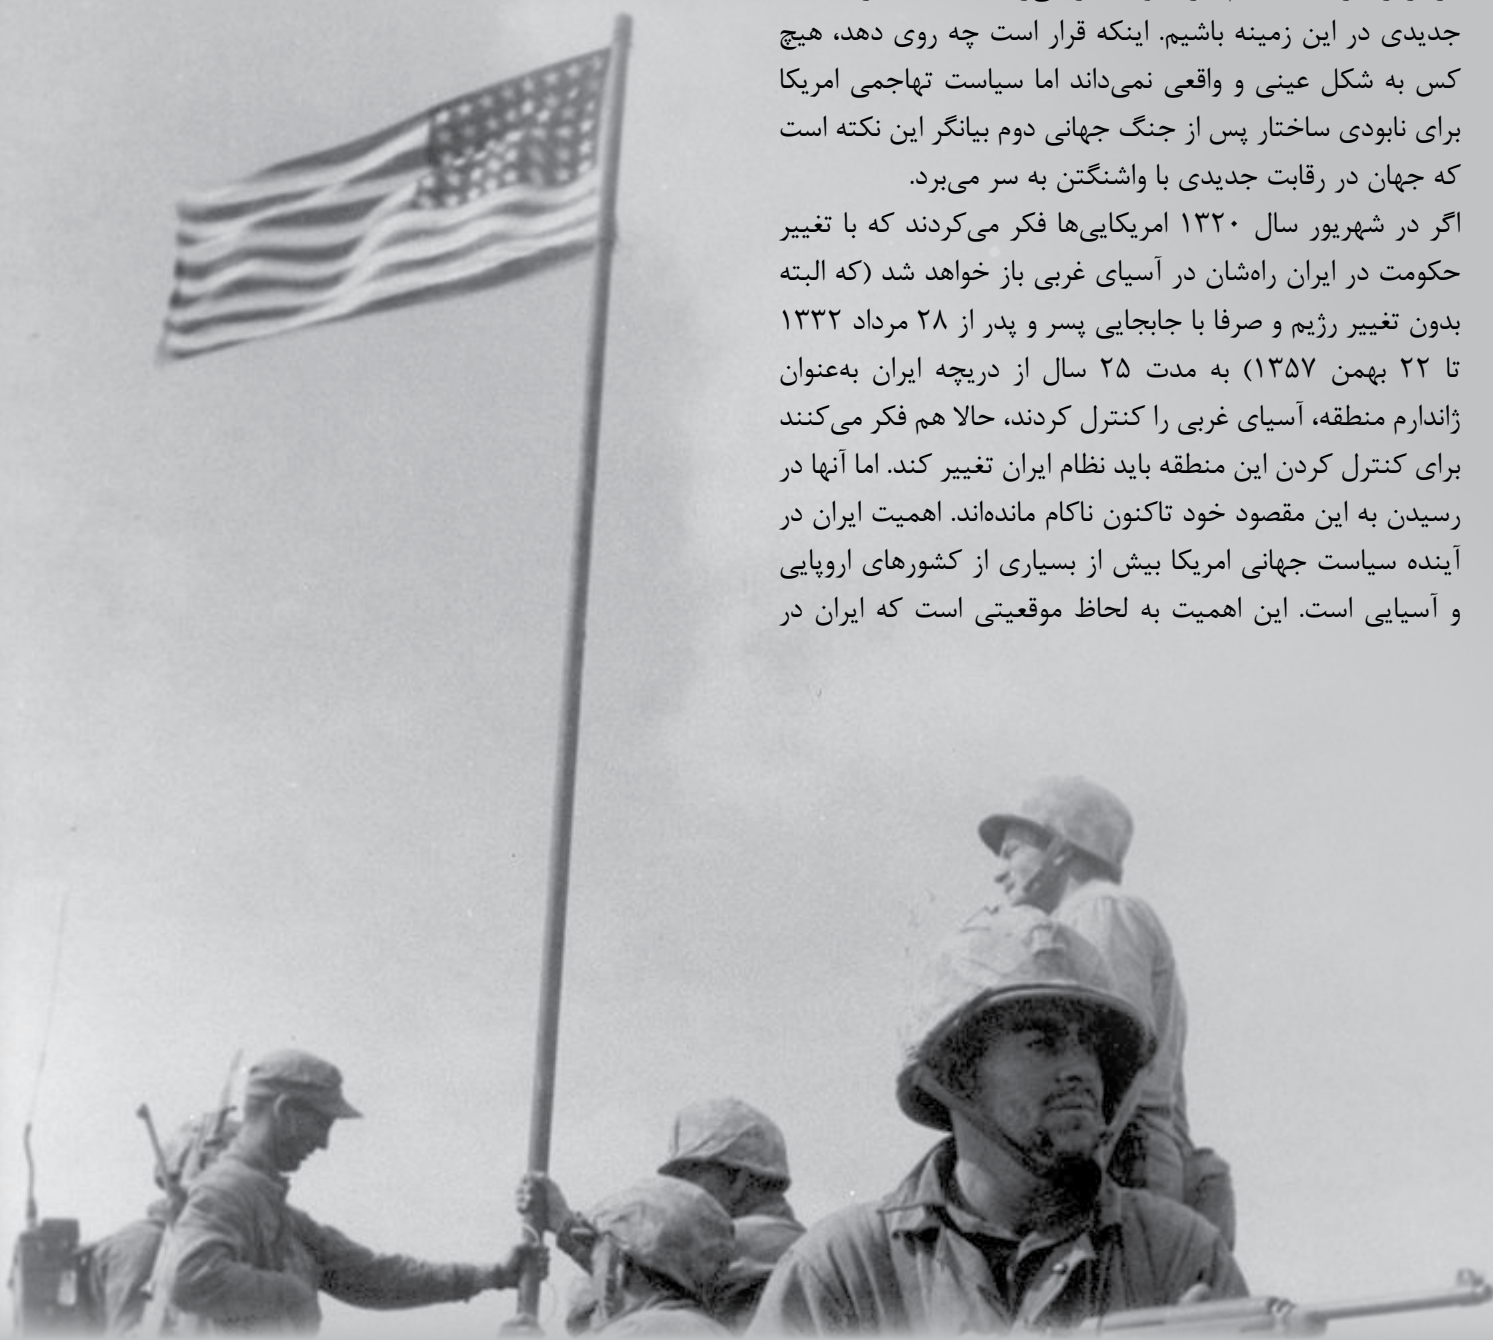 جدیدی در این زمینه باشیم. اینکه قرار است چه روی دهد، هیچ
کس به شکل عینی و واقعی نمی‌داند اما سیاست تهاجمی امریکا
برای نابودی ساختار پس از جنگ جهانی دوم بیانگر این نکته است
که جهان در رقابت جدیدی با واشنگتن به سر می‌برد.
اگر در شهریور سال ۱۳۲۰ امریکایی‌ها فکر می‌کردند که با تغییر
حکومت در ایران راه‌شان در آسیای غربی باز خواهد شد (که البته
بدون تغییر رژیم و صرفا با جابجایی پسر و پدر از ۲۸ مرداد ۱۳۳۲
تا ۲۲ بهمن ۱۳۵۷) به مدت ۲۵ سال از دریچه ایران به‌عنوان
ژاندارم منطقه، آسیای غربی را کنترل کردند، حالا هم فکر می‌کنند
برای کنترل کردن این منطقه باید نظام ایران تغییر کند. اما آنها در
رسیدن به این مقصود خود تاکنون ناکام مانده‌اند. اهمیت ایران در
آینده سیاست جهانی امریکا بیش از بسیاری از کشورهای اروپایی
و آسیایی است. این اهمیت به لحاظ موقعیتی است که ایران در